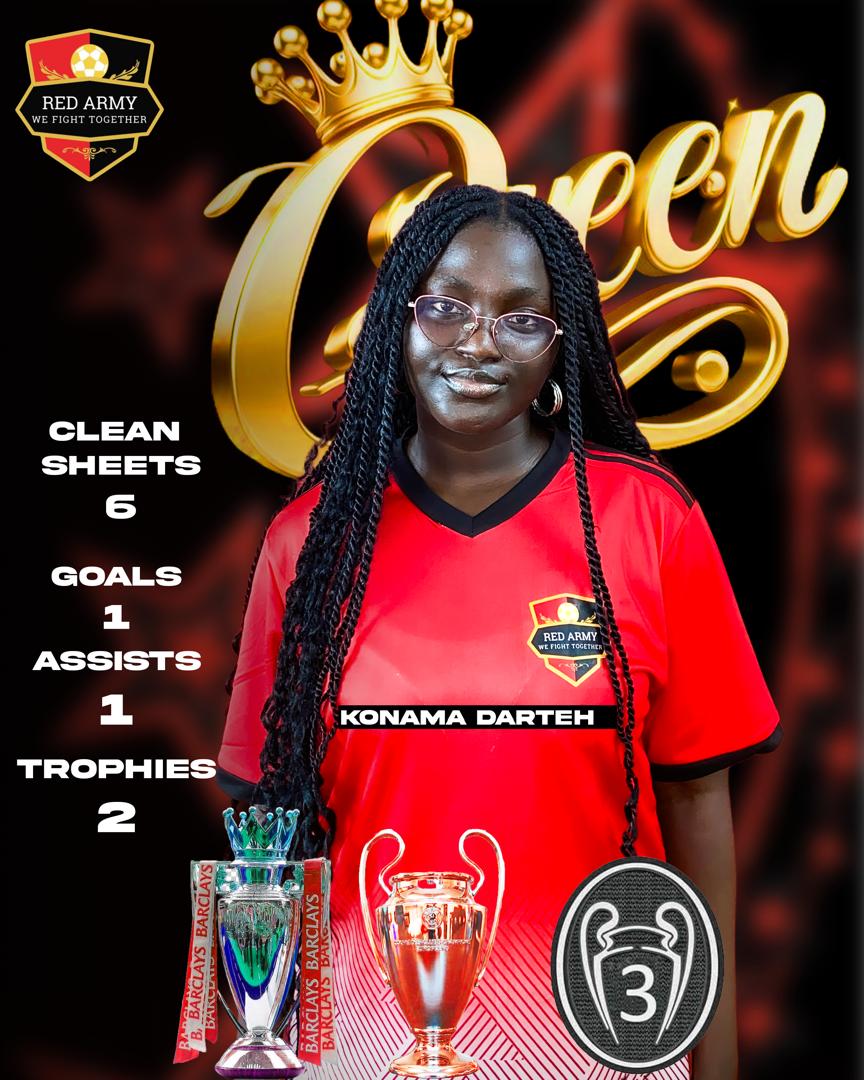 RED ARMY
WE FIGHT TOGETHER
Queen
CLEAN
SHEETS
6
GOALS
1
ASSISTS
1
TROPHIES
2
RED ARMY
WE FIGHT TOGETHER
KONAMA DARTEH
BARCLAYS
BARCLAYS
BARCLAYS
BARCLAYS
BARCLAYS
3